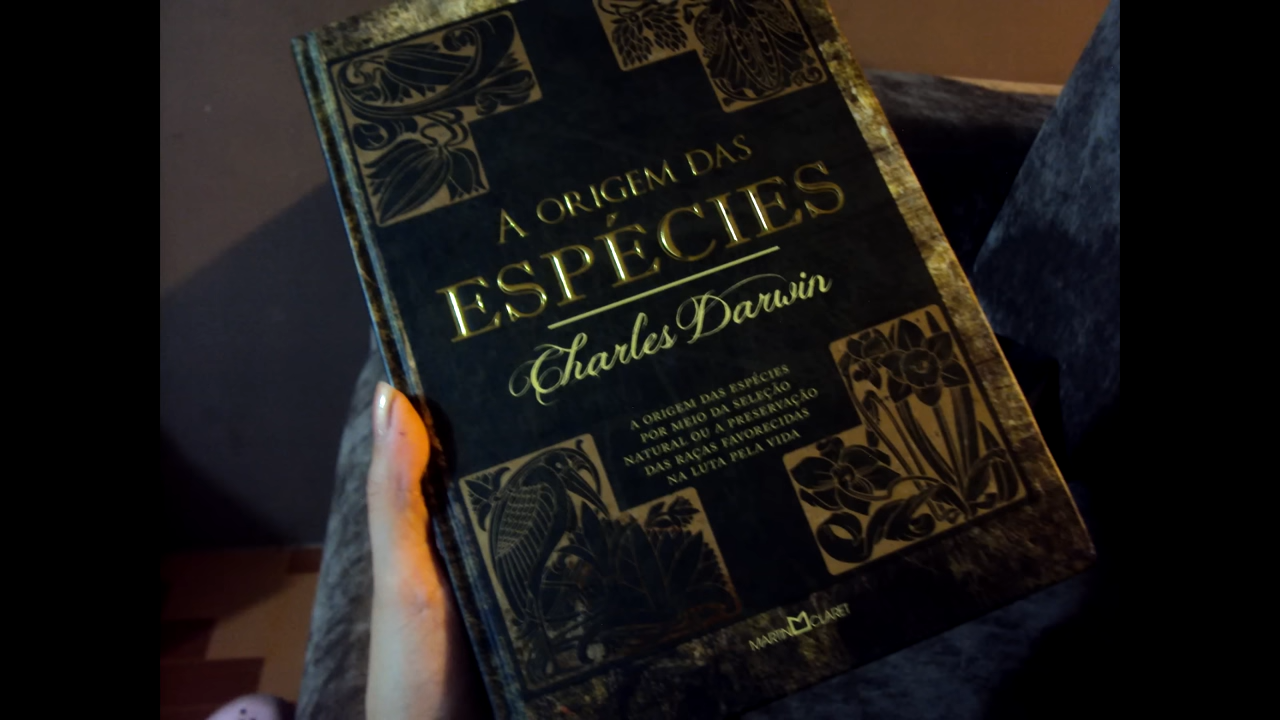 A ORIGEM DAS
ESPÉCIES
Charles Darwin
A ORIGEM DAS ESPÉCIES
POR MEIO DA SELEÇÃO
NATURAL OU A PRESERVAÇÃO
DAS RAÇAS FAVORECIDAS
NA LUTA PELA VIDA
MARTIN CLARET